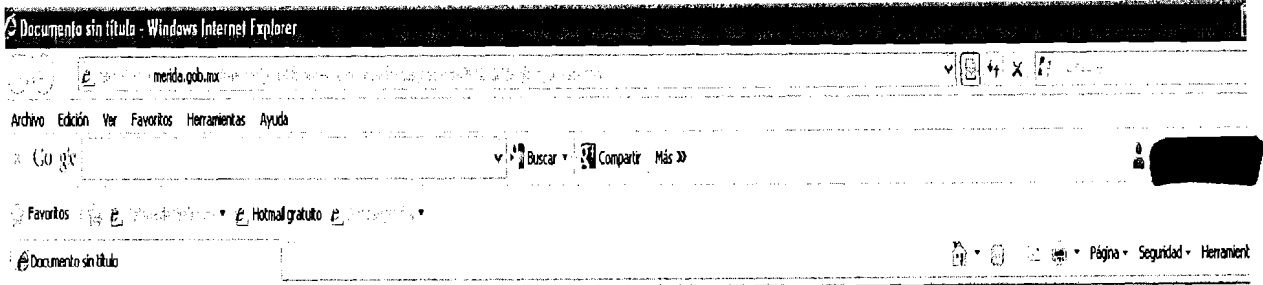 Documento sin título - Windows Internet Explorer
merida.gob.mx
Archivo Edición Ver Favoritos Herramientas Ayuda
x Google Buscar Compartir Más »
Favoritos Hotmail gratuito
Documento sin título Página Seguridad Herramient